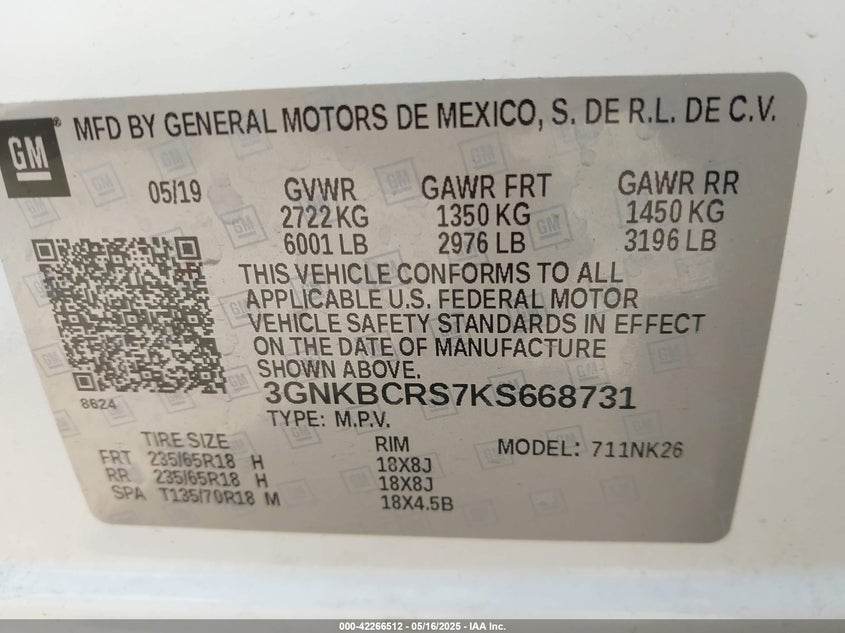 GM® MFD BY GENERAL MOTORS DE MEXICO, S. DE R.L. DE C.V.
05/19 GVWR GAWR FRT GAWR RR
2722 KG 1350 KG 1450 KG
6001 LB 2976 LB 3196 LB
THIS VEHICLE CONFORMS TO ALL
APPLICABLE U.S. FEDERAL MOTOR
VEHICLE SAFETY STANDARDS IN EFFECT
ON THE DATE OF MANUFACTURE
SHOWN ABOVE.
8624 3GNKBCRS7KS668731
TYPE: M.P.V.
TIRE SIZE RIM MODEL: 711NK26
FRT 235/65R18 H 18X8J
RR 235/65R18 H 18X8J
SPA T135/70R18 M 18X4.5B
000-42266512 - 05/16/2025 - IAA Inc.